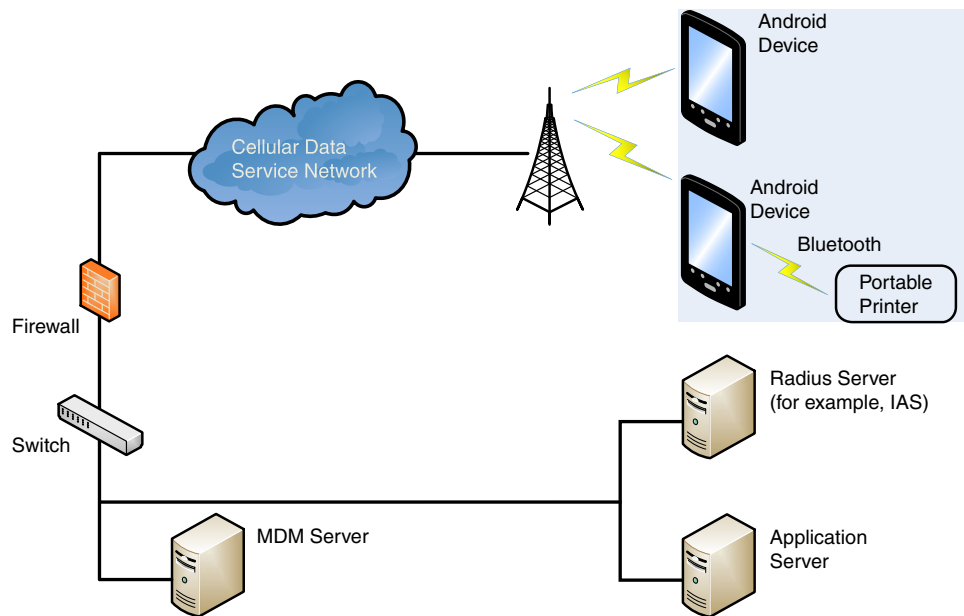 Android
Device
Cellular Data
Service Network
Android
Device
Bluetooth
Portable
Printer
Firewall
Radius Server
(for example, IAS)
Switch
MDM Server
Application
Server